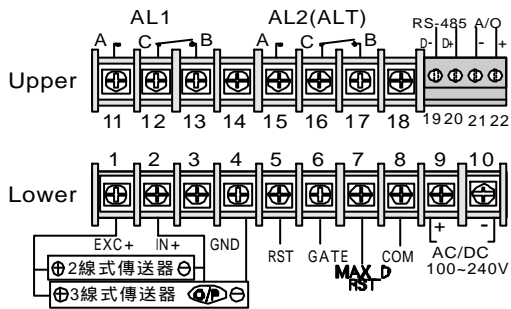 AL1 AL2(ALT)
RS-485 A/O
A C B A C B D- D+ - +
Upper
11 12 13 14 15 16 17 18 19 20 21 22
1 2 3 4 5 6 7 8 9 10
Lower
EXC+ IN+ GND RST GATE MAX_D RST COM + -
AC/DC
100~240V
2線式傳送器
3線式傳送器 O/P